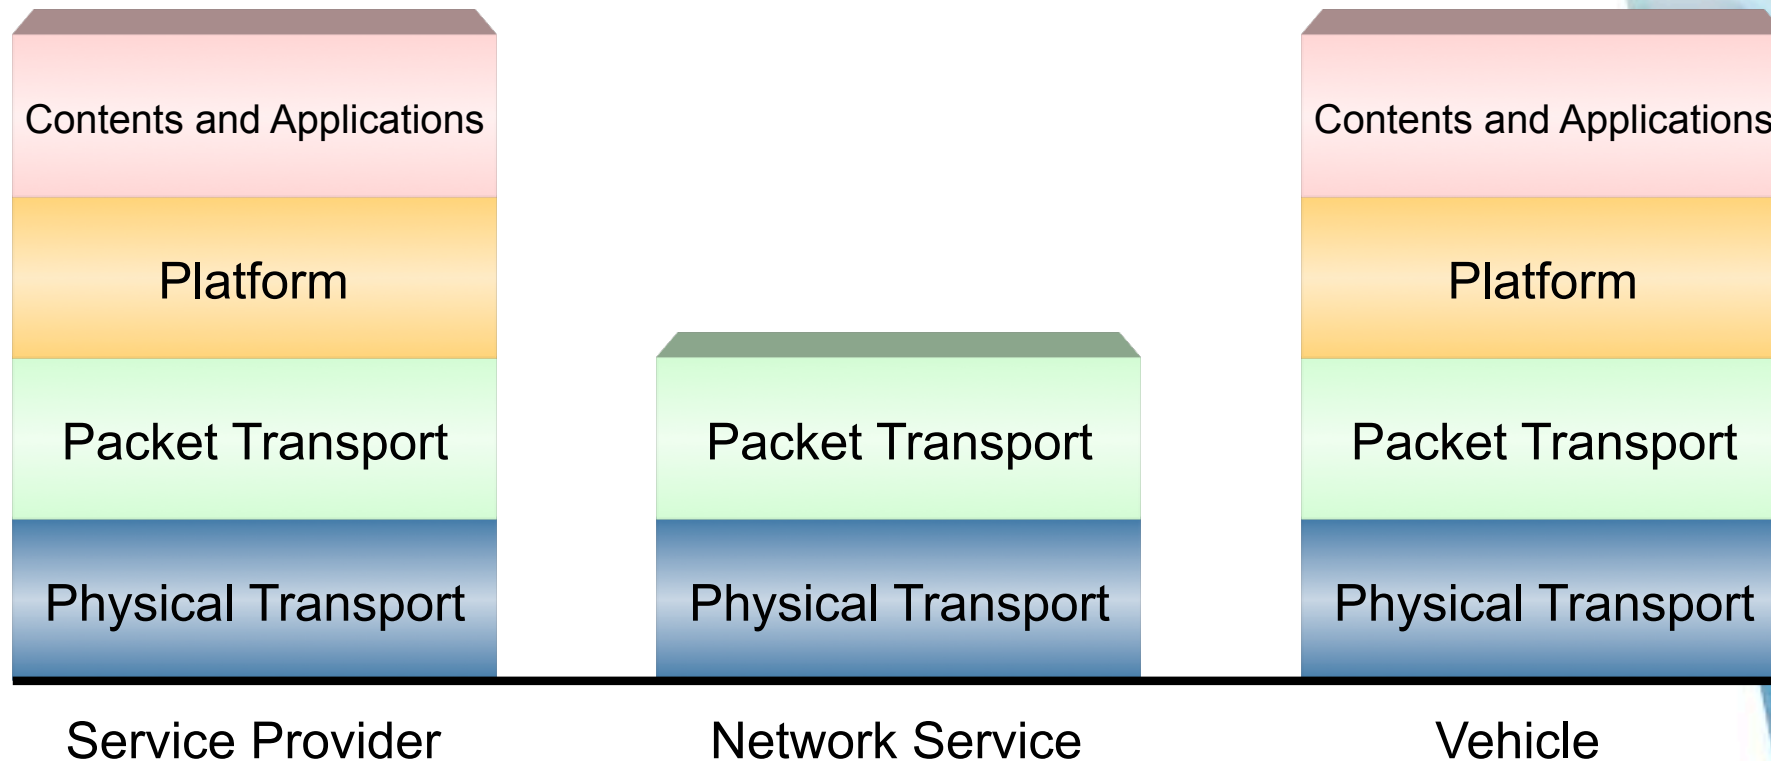 Contents and Applications
Platform
Packet Transport
Physical Transport
Service Provider
Packet Transport
Physical Transport
Network Service
Contents and Applications
Platform
Packet Transport
Physical Transport
Vehicle